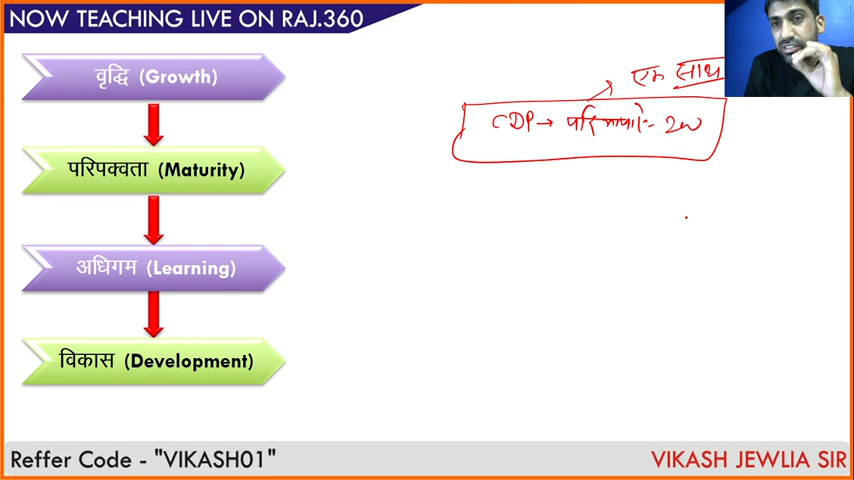 NOW TEACHING LIVE ON RAJ.360
वृद्धि (Growth)
परिपक्वता (Maturity)
अधिगम (Learning)
विकास (Development)
एक साथ
CDP → परिभाषाऐं - 200
Reffer Code - "VIKASH01"
VIKASH JEWLIA SIR